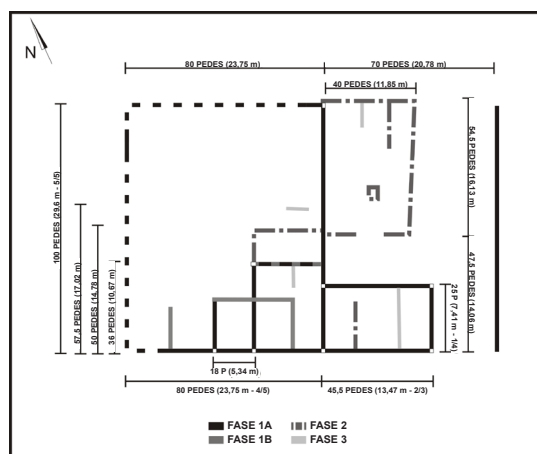 N
80 PEDES (23,75 m)
70 PEDES (20,78 m)
40 PEDES (11,85 m)
100 PEDES (29,6 m - 5/5)
57,5 PEDES (17,02 m)
50 PEDES (14,78 m)
36 PEDES (10,67 m)
54,5 PEDES (16,13 m)
47,5 PEDES (14,06 m)
25 P (7,41 m - 1/4)
18 P (5,34 m)
80 PEDES (23,75 m - 4/5)
45,5 PEDES (13,47 m - 2/3)
FASE 1A
FASE 2
FASE 1B
FASE 3